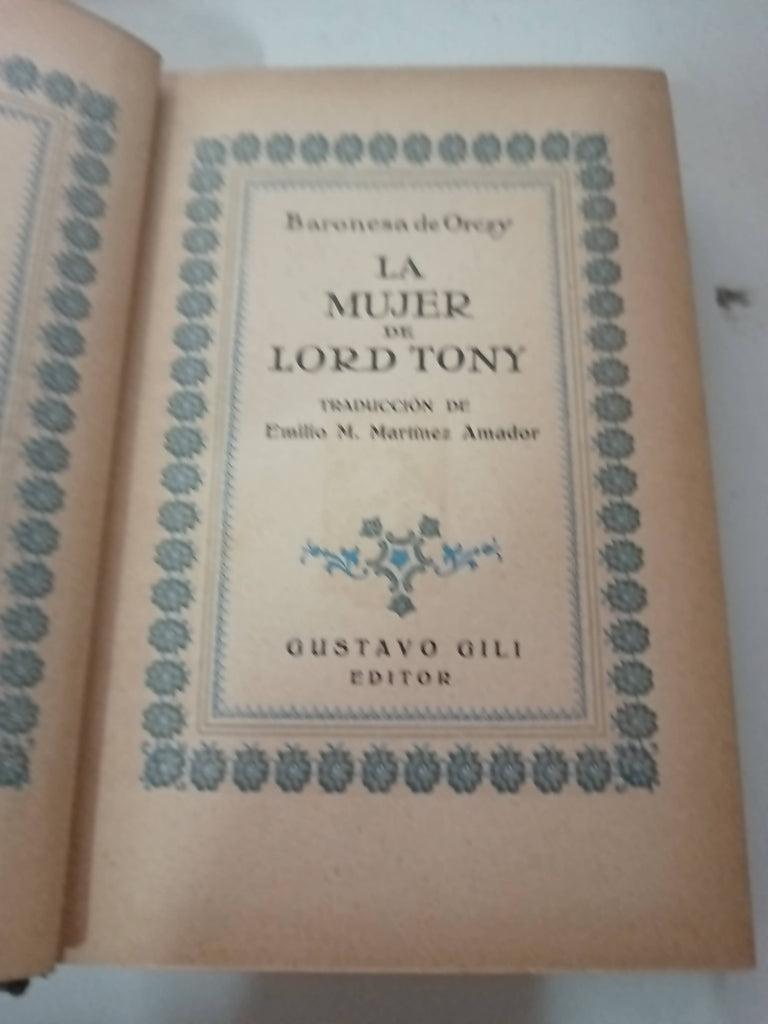 Baronesa de Orczy
LA
MUJER
DE
LORD TONY
TRADUCCIÓN DE
Emilio M. Martínez Amador
GUSTAVO GILI
EDITOR